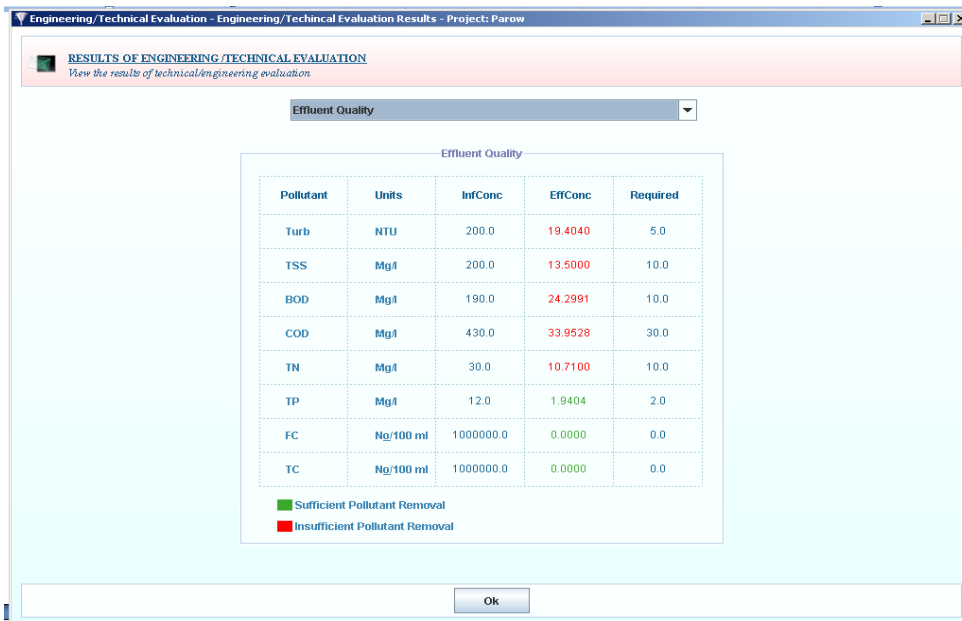 Engineering/Technical Evaluation - Engineering/Techincal Evaluation Results - Project: Parow
RESULTS OF ENGINEERING /TECHNICAL EVALUATION
View the results of technical/engineering evaluation
Effluent Quality
Effluent Quality
Pollutant Units InfConc EffConc Required
Turb NTU 200.0 19.4040 5.0
TSS Mg/l 200.0 13.5000 10.0
BOD Mg/l 190.0 24.2991 10.0
COD Mg/l 430.0 33.9528 30.0
TN Mg/l 30.0 10.7100 10.0
TP Mg/l 12.0 1.9404 2.0
FC No/100 ml 1000000.0 0.0000 0.0
TC No/100 ml 1000000.0 0.0000 0.0
Sufficient Pollutant Removal
Insufficient Pollutant Removal
Ok